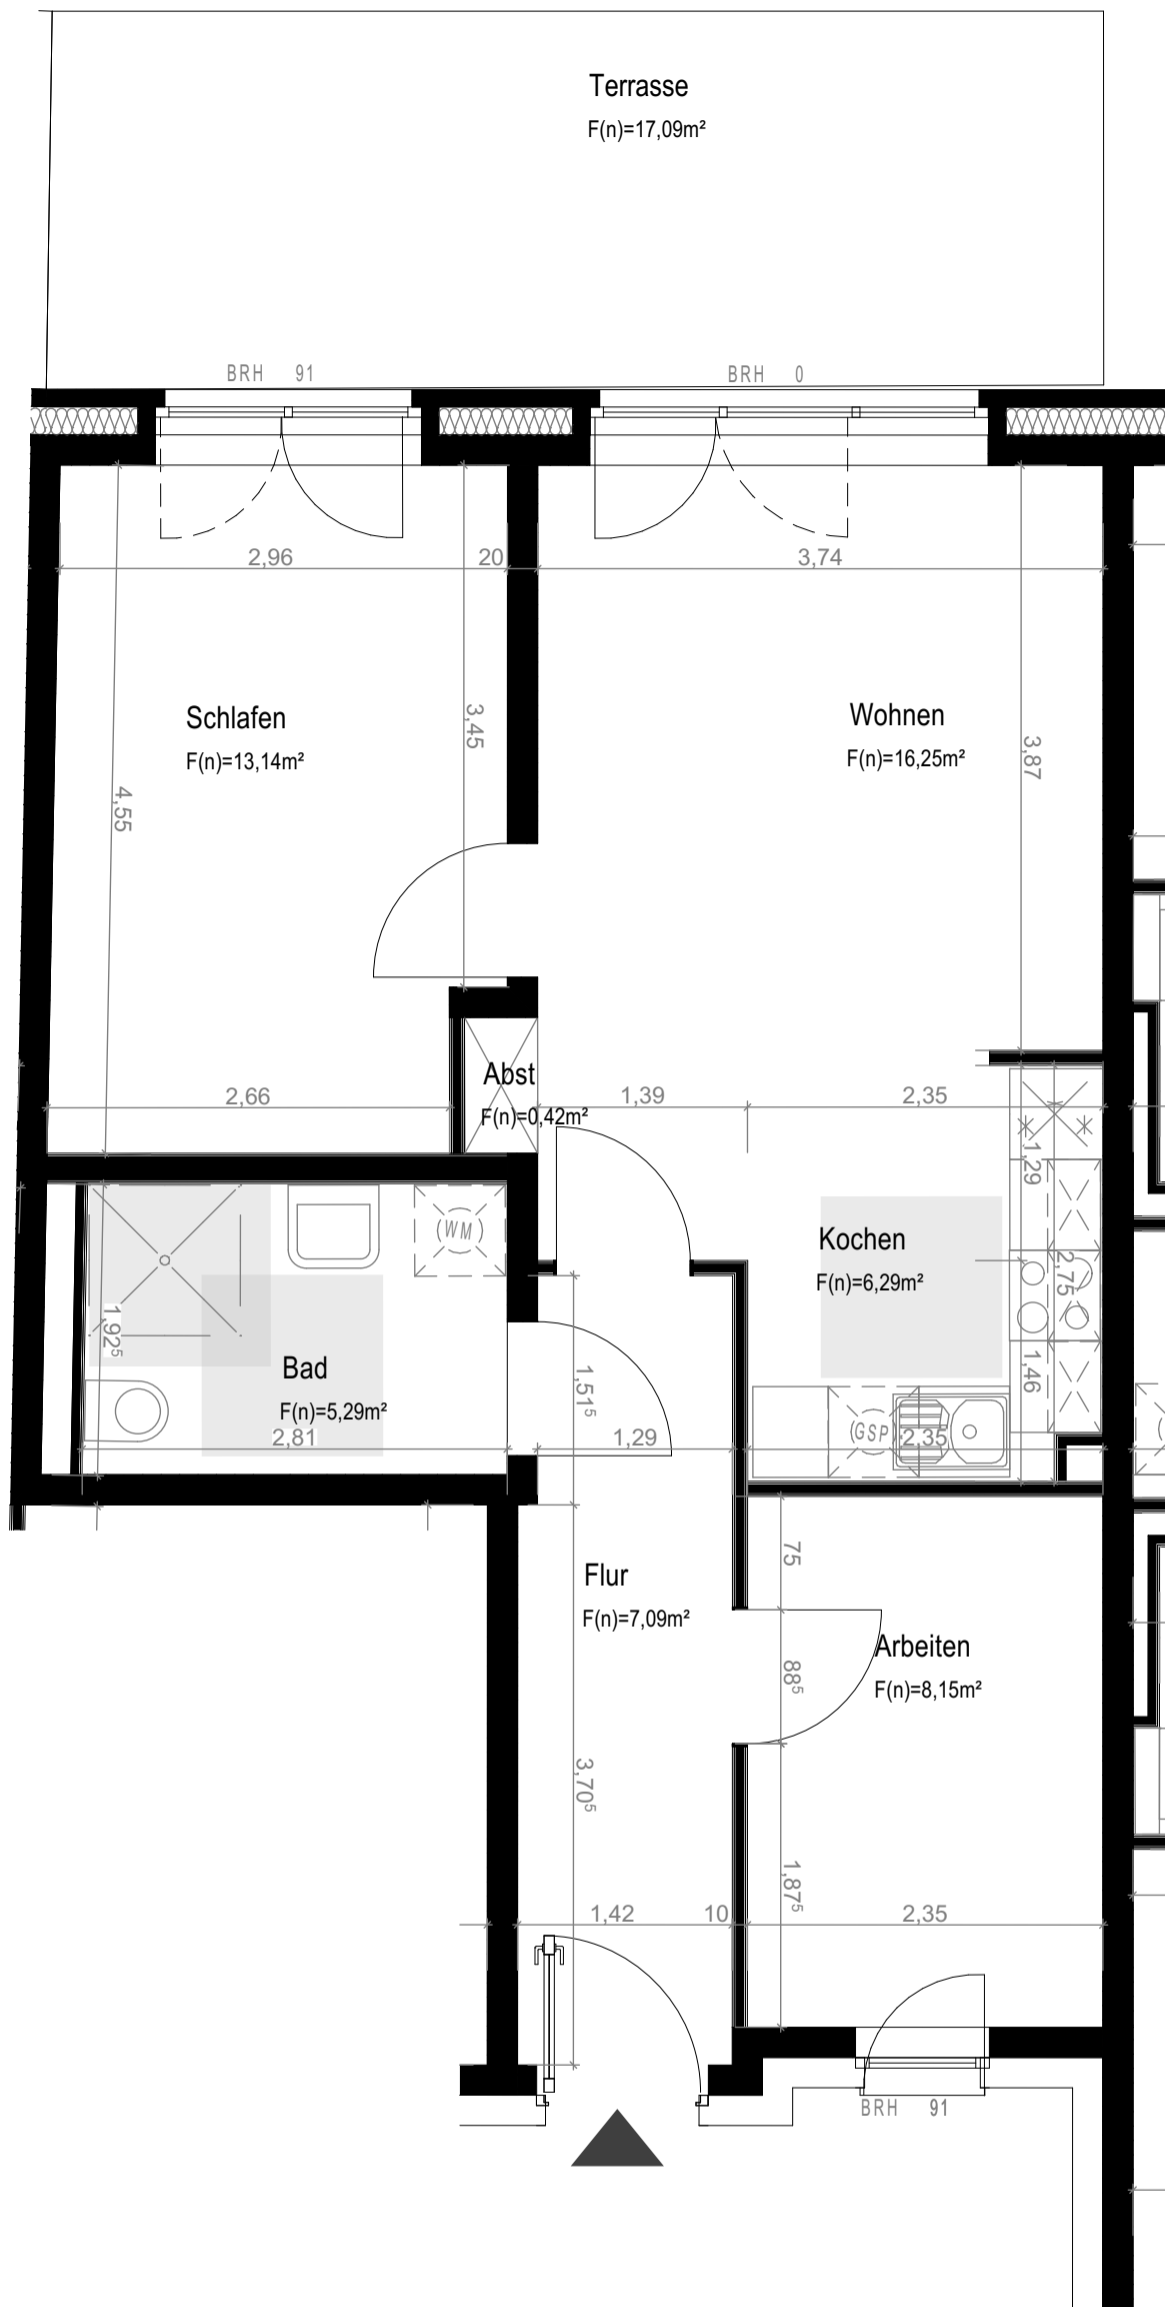 Terrasse
F(n)=17,09m²
BRH 91
BRH 0
2,96
20
3,74
Schlafen
F(n)=13,14m²
3,45
Wohnen
F(n)=16,25m²
3,87
4,55
Abst
F(n)=0,42m²
2,66
1,39
2,35
1,29
WM
Kochen
F(n)=6,29m²
2,75
1,92⁵
Bad
F(n)=5,29m²
1,51⁵
1,46
2,81
1,29
GSP
2,35
75
Flur
F(n)=7,09m²
Arbeiten
F(n)=8,15m²
88⁵
3,70⁵
1,87⁵
1,42
10
2,35
BRH 91